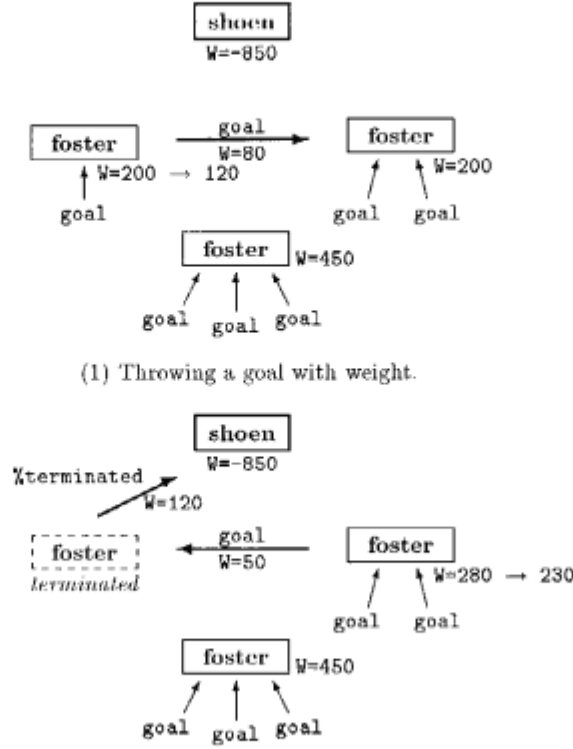 shoen
W=-850
goal
foster
foster
W=80
W=200 → 120
W=200
goal
goal
goal
foster
W=450
goal
goal
goal
(1) Throwing a goal with weight.
shoen
W=-850
%terminated
W=120
goal
foster
foster
W=50
terminated
W=280 → 230
goal
goal
foster
W=450
goal
goal
goal